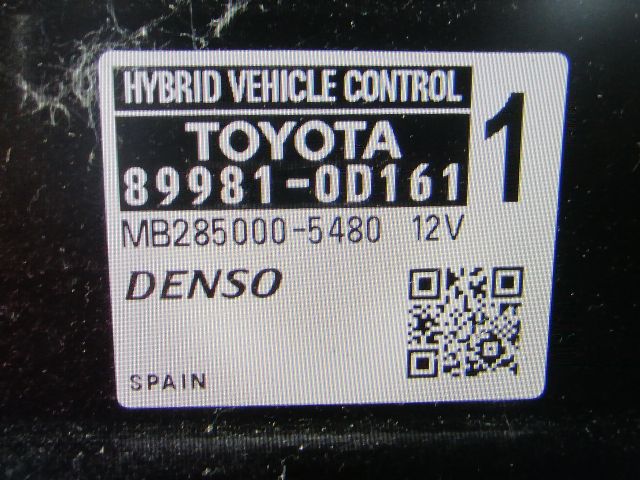 HYBRID VEHICLE CONTROL
TOYOTA
89981-0D161
1
MB285000-5480 12V
DENSO
SPAIN